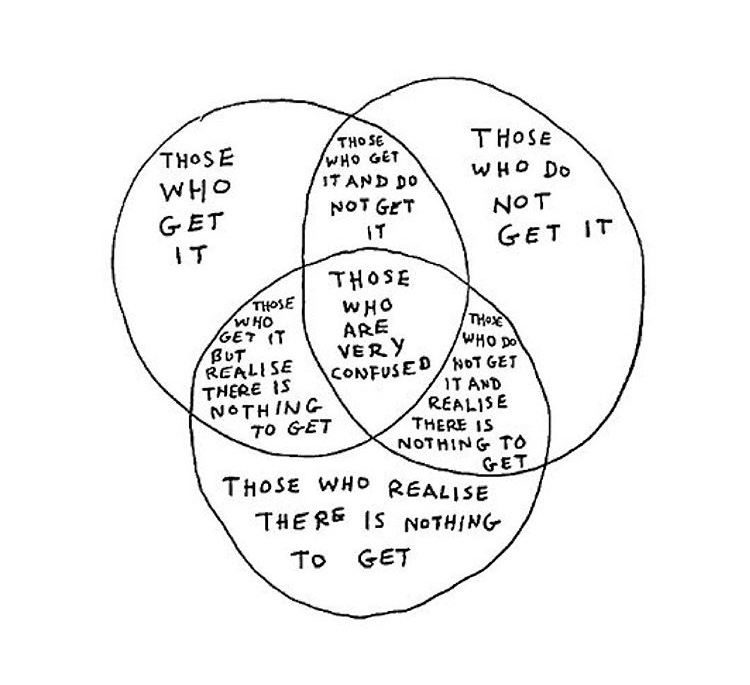 THOSE
WHO
GET
IT
THOSE
WHO GET
IT AND DO
NOT GET
IT
THOSE
WHO DO
NOT
GET IT
THOSE
WHO
GET IT
BUT
REALISE
THERE IS
NOTHING
TO GET
THOSE
WHO
ARE
VERY
CONFUSED
THOSE
WHO DO
NOT GET
IT AND
REALISE
THERE IS
NOTHING TO
GET
THOSE WHO REALISE
THERE IS NOTHING
TO GET